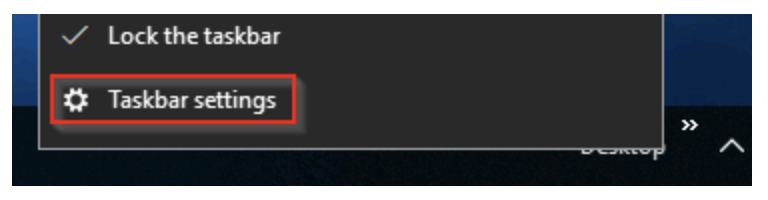 Lock the taskbar
Taskbar settings
Desktop